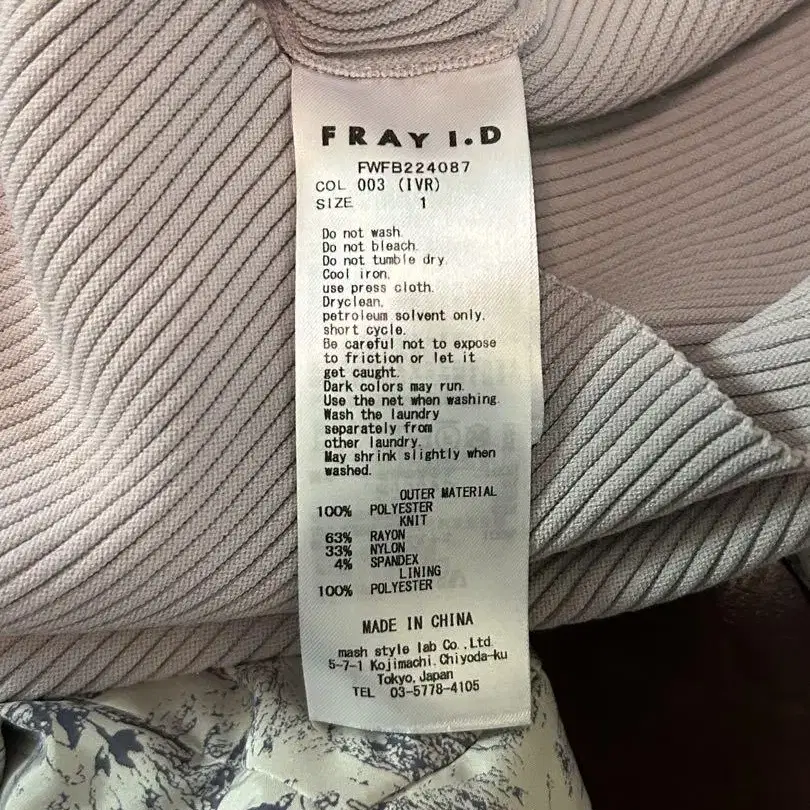 FRAY I.D
FWFB224087
COL 003 (IVR)
SIZE 1
Do not wash.
Do not bleach.
Do not tumble dry.
Cool iron,
use press cloth.
Dryclean,
petroleum solvent only,
short cycle.
Be careful not to expose
to friction or let it
get caught.
Dark colors may run.
Use the net when washing.
Wash the laundry
separately from
other laundry.
May shrink slightly when
washed.
OUTER MATERIAL
100% POLYESTER
KNIT
63% RAYON
33% NYLON
4% SPANDEX
LINING
100% POLYESTER
MADE IN CHINA
mash style lab Co.,Ltd.
5-7-1 Kojimachi,Chiyoda-ku
Tokyo,Japan
TEL 03-5778-4105